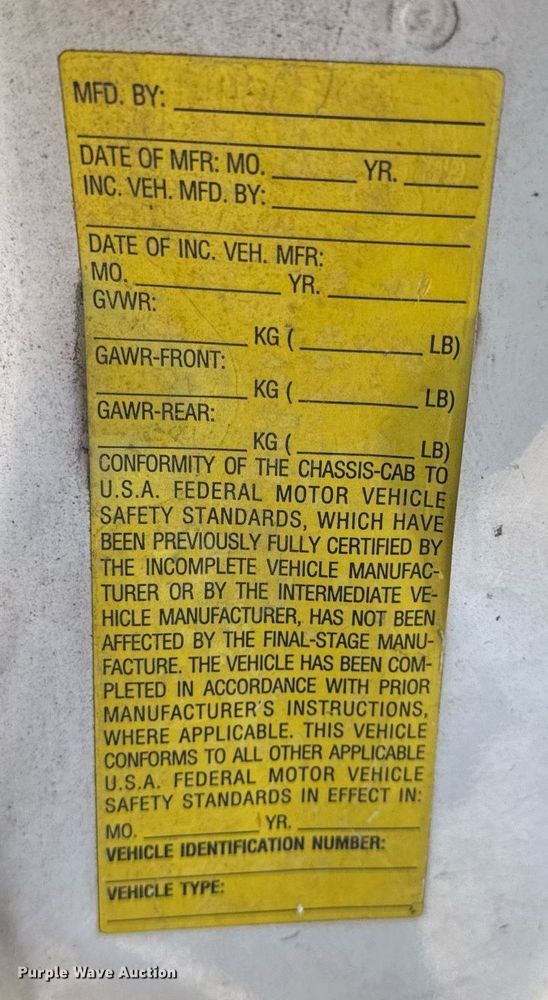 MFD. BY:
DATE OF MFR: MO. YR.
INC. VEH. MFD. BY:
DATE OF INC. VEH. MFR:
MO. YR.
GVWR:
KG ( LB)
GAWR-FRONT:
KG ( LB)
GAWR-REAR:
KG ( LB)
CONFORMITY OF THE CHASSIS-CAB TO
U.S.A. FEDERAL MOTOR VEHICLE
SAFETY STANDARDS, WHICH HAVE
BEEN PREVIOUSLY FULLY CERTIFIED BY
THE INCOMPLETE VEHICLE MANUFAC-
TURER OR BY THE INTERMEDIATE VE-
HICLE MANUFACTURER, HAS NOT BEEN
AFFECTED BY THE FINAL-STAGE MANU-
FACTURE. THE VEHICLE HAS BEEN COM-
PLETED IN ACCORDANCE WITH PRIOR
MANUFACTURER'S INSTRUCTIONS,
WHERE APPLICABLE. THIS VEHICLE
CONFORMS TO ALL OTHER APPLICABLE
U.S.A. FEDERAL MOTOR VEHICLE
SAFETY STANDARDS IN EFFECT IN:
MO. YR.
VEHICLE IDENTIFICATION NUMBER:
VEHICLE TYPE:
Purple Wave Auction